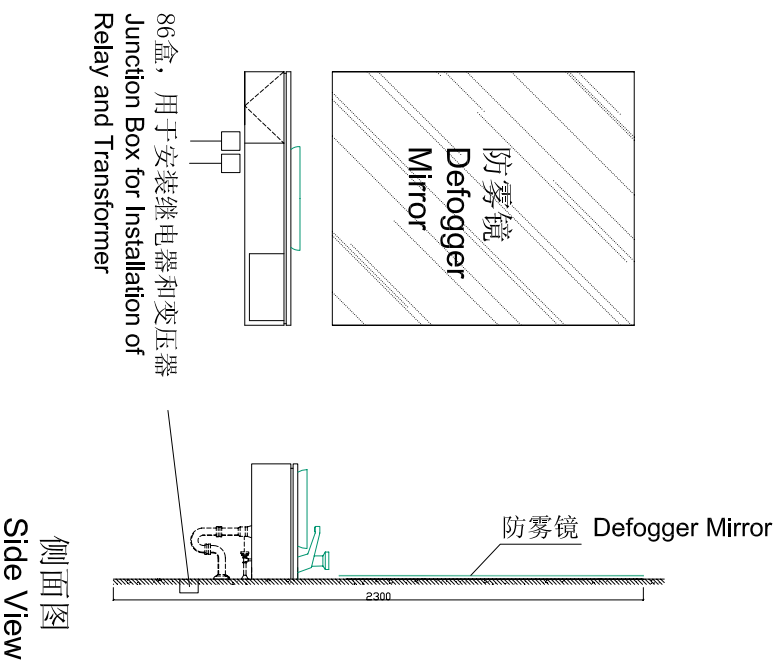 防雾镜
Defogger
Mirror
86盒，用于安装继电器和变压器
Junction Box for Installation of
Relay and Transformer
防雾镜 Defogger Mirror
2300
侧面图
Side View